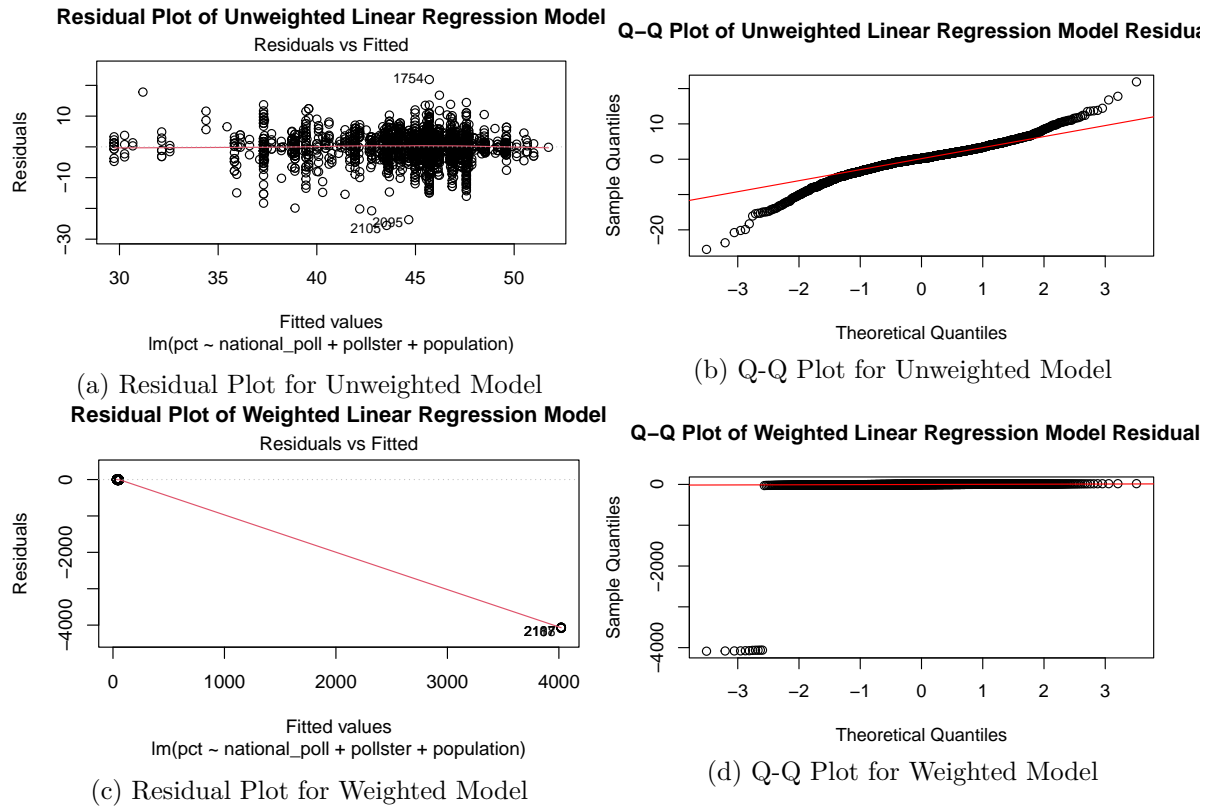 Residual Plot of Unweighted Linear Regression Model
Residuals vs Fitted
Residuals
10
−10
−30
1754
2095
2105
30
35
40
45
50
Fitted values
lm(pct ~ national_poll + pollster + population)
(a) Residual Plot for Unweighted Model
Q−Q Plot of Unweighted Linear Regression Model Residua
Sample Quantiles
10
0
−20
−3
−2
−1
0
1
2
3
Theoretical Quantiles
(b) Q-Q Plot for Unweighted Model
Residual Plot of Weighted Linear Regression Model
Residuals vs Fitted
Residuals
0
−2000
−4000
0
1000
2000
3000
4000
Fitted values
lm(pct ~ national_poll + pollster + population)
(c) Residual Plot for Weighted Model
Q−Q Plot of Weighted Linear Regression Model Residual
Sample Quantiles
0
−2000
−4000
−3
−2
−1
0
1
2
3
Theoretical Quantiles
(d) Q-Q Plot for Weighted Model